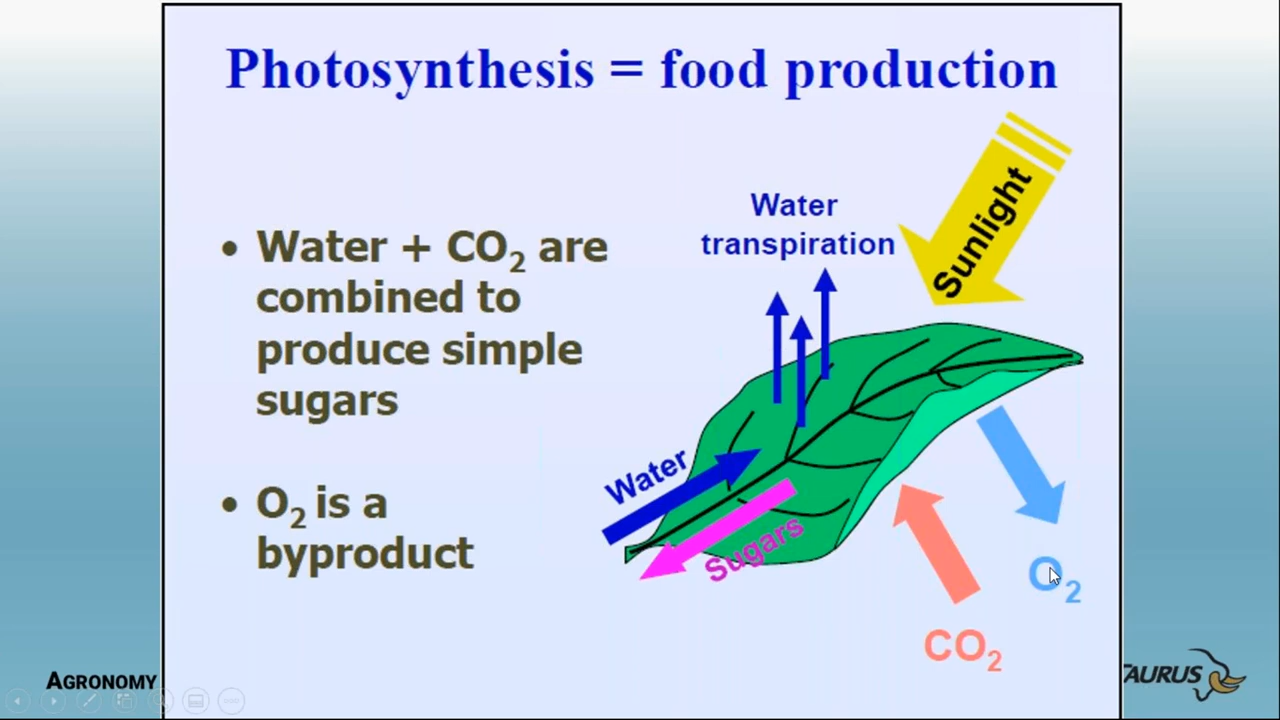 Photosynthesis = food production
• Water + CO₂ are
combined to
produce simple
sugars
• O₂ is a
byproduct
Water
transpiration
Sunlight
Water
Sugars
CO₂
O₂
AGRONOMY
TAURUS